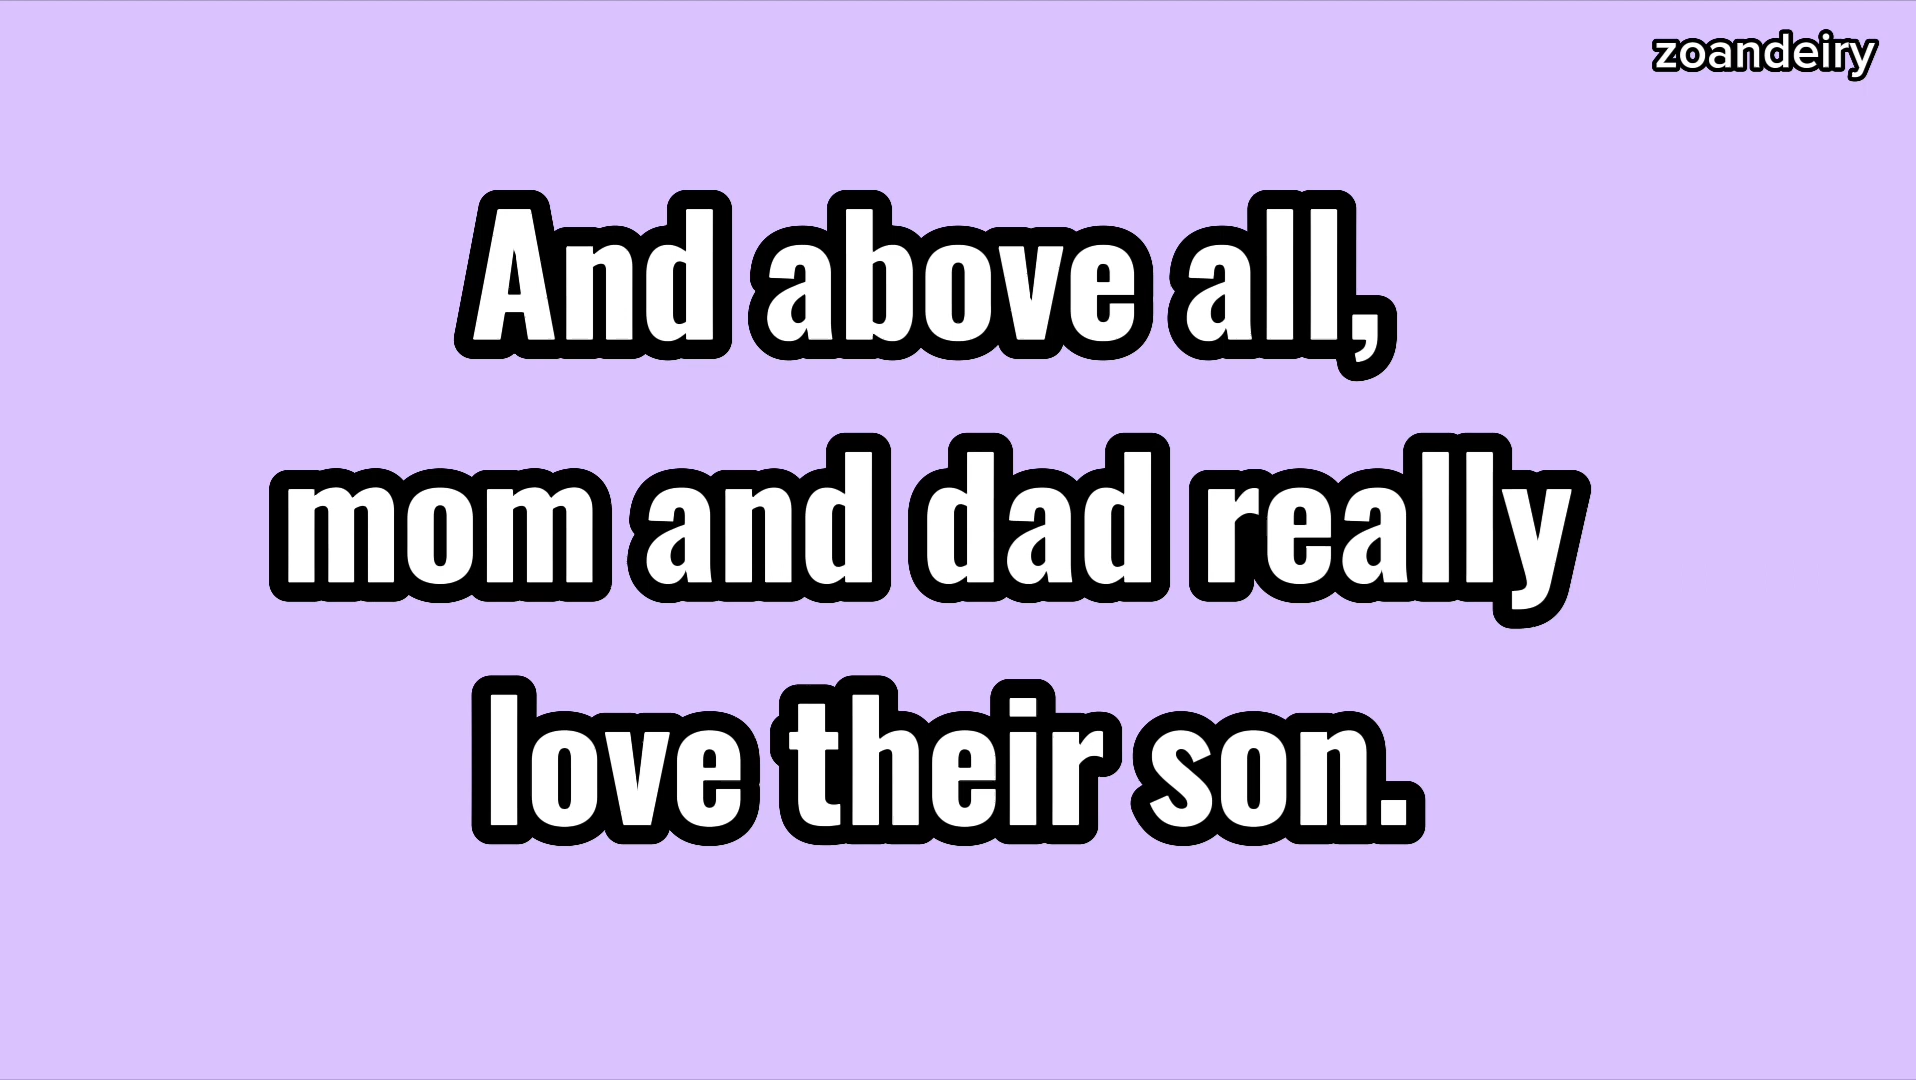 zoandeiry
And above all,
mom and dad really
love their son.